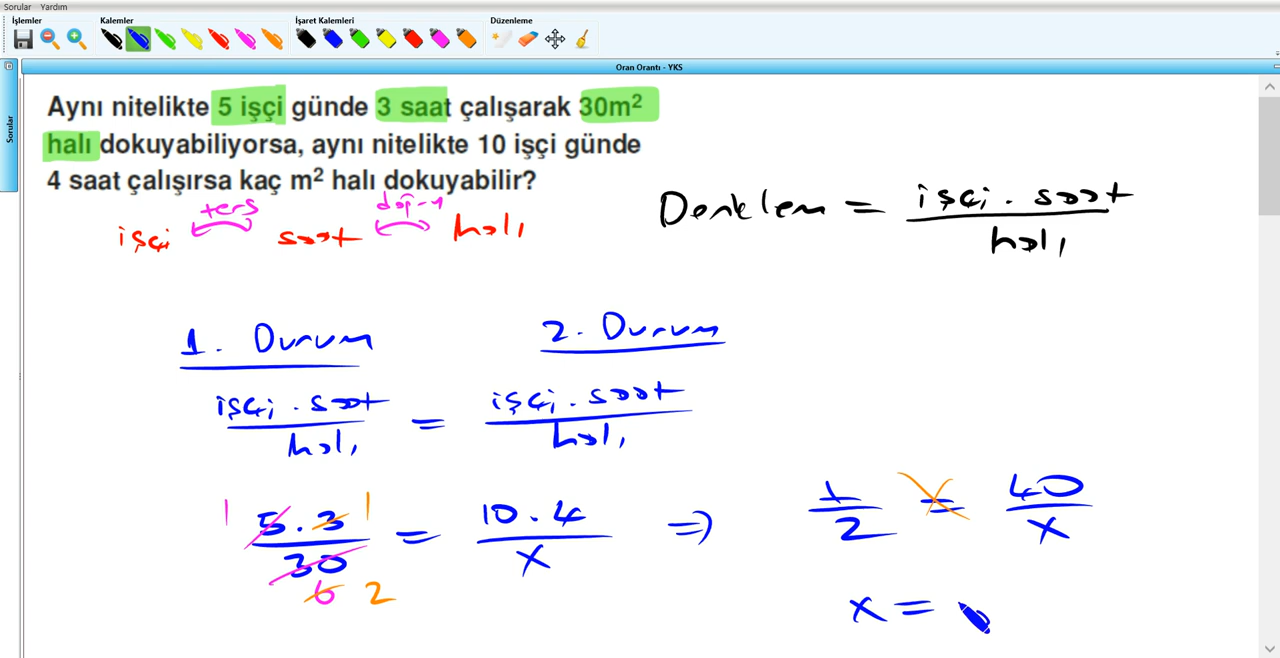 Sorular Yardım
İşlemler Kalemler İşaret Kalemleri Düzenleme
Oran Orantı - YKS
Sorular
Aynı nitelikte 5 işçi günde 3 saat çalışarak 30m²
halı dokuyabiliyorsa, aynı nitelikte 10 işçi günde
4 saat çalışırsa kaç m² halı dokuyabilir?
ters
işçi saat halı
Denklem = işçi . saat / halı
1. Durum 2. Durum
işçi . saat / halı = işçi . saat / halı
1 5 . 3 1 / 30 = 10 . 4 / x ⇒ 1 / 2 = 40 / x
6 2
x =